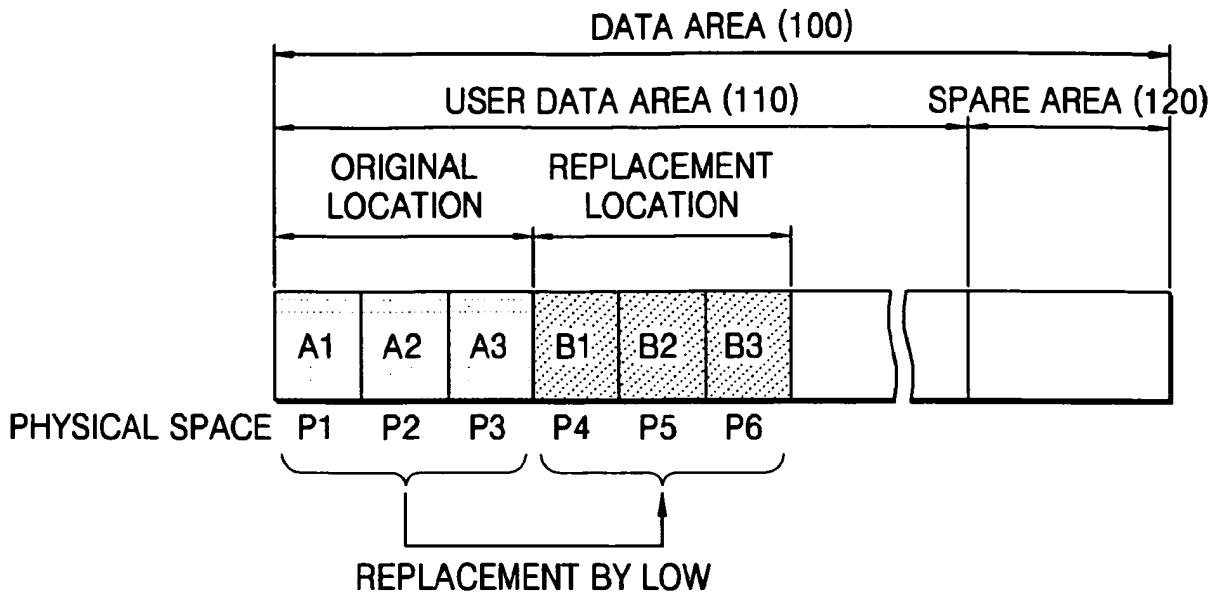 DATA AREA (100)
USER DATA AREA (110) SPARE AREA (120)
ORIGINAL LOCATION REPLACEMENT LOCATION
A1 A2 A3 B1 B2 B3
PHYSICAL SPACE P1 P2 P3 P4 P5 P6
REPLACEMENT BY LOW